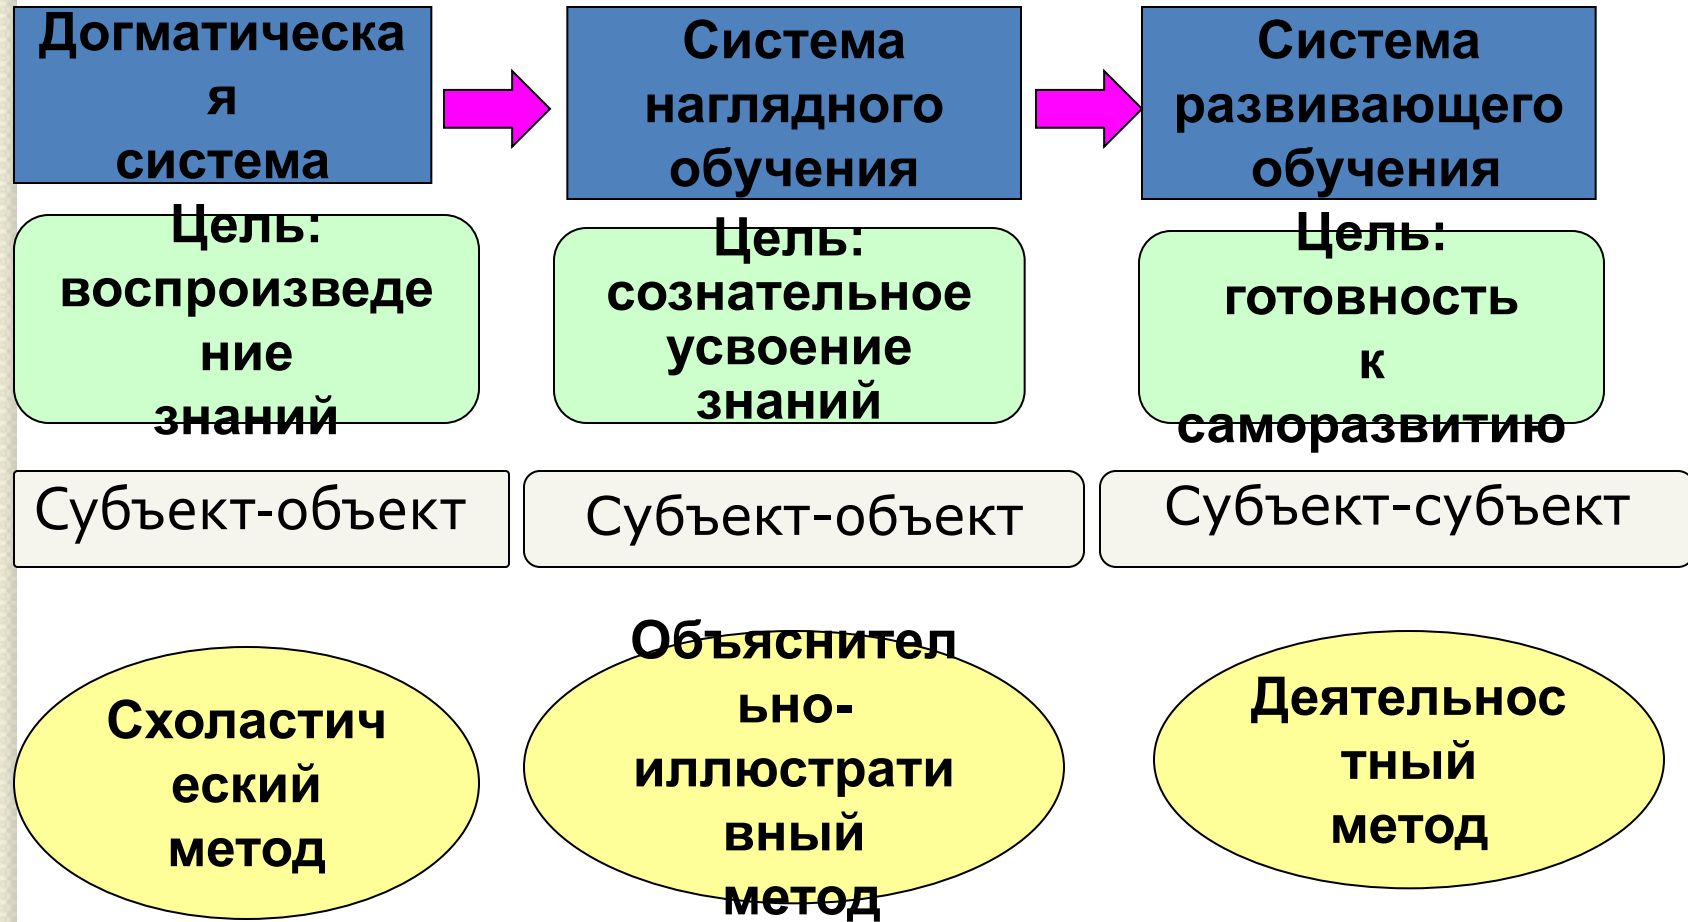 Догматическа
я
система
Система
наглядного
обучения
Система
развивающего
обучения
Цель:
воспроизведе
ние
знаний
Цель:
сознательное
усвоение
знаний
Цель:
готовность
к
саморазвитию
Субъект-объект
Субъект-объект
Субъект-субъект
Схоластич
еский
метод
Объяснител
ьно-
иллюстрати
вный
метод
Деятельнос
тный
метод